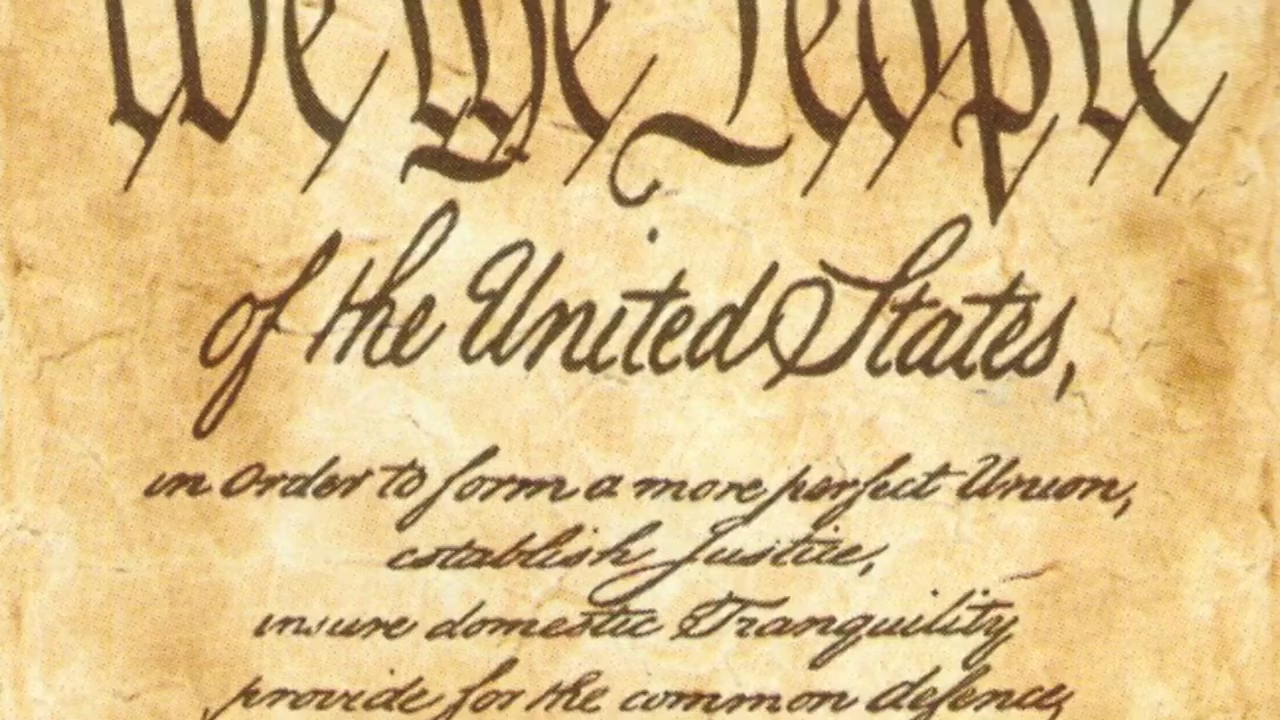 We the People
of the United States,
in Order to form a more perfect Union,
establish Justice,
insure domestic Tranquility
provide for the common defence,